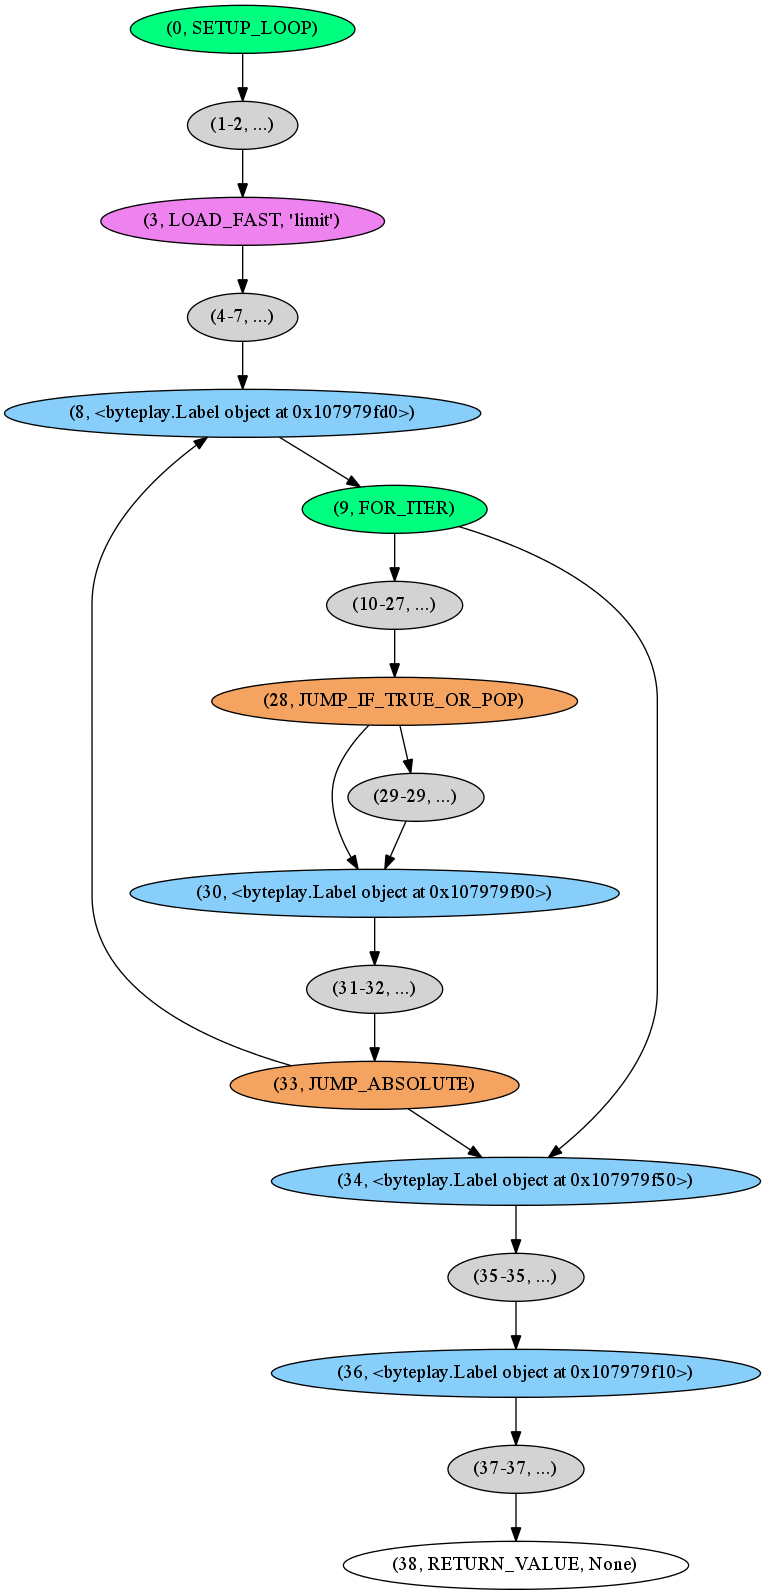 (0, SETUP_LOOP)
(1-2, ...)
(3, LOAD_FAST, 'limit')
(4-7, ...)
(8, <byteplay.Label object at 0x107979fd0>)
(9, FOR_ITER)
(10-27, ...)
(28, JUMP_IF_TRUE_OR_POP)
(29-29, ...)
(30, <byteplay.Label object at 0x107979f90>)
(31-32, ...)
(33, JUMP_ABSOLUTE)
(34, <byteplay.Label object at 0x107979f50>)
(35-35, ...)
(36, <byteplay.Label object at 0x107979f10>)
(37-37, ...)
(38, RETURN_VALUE, None)